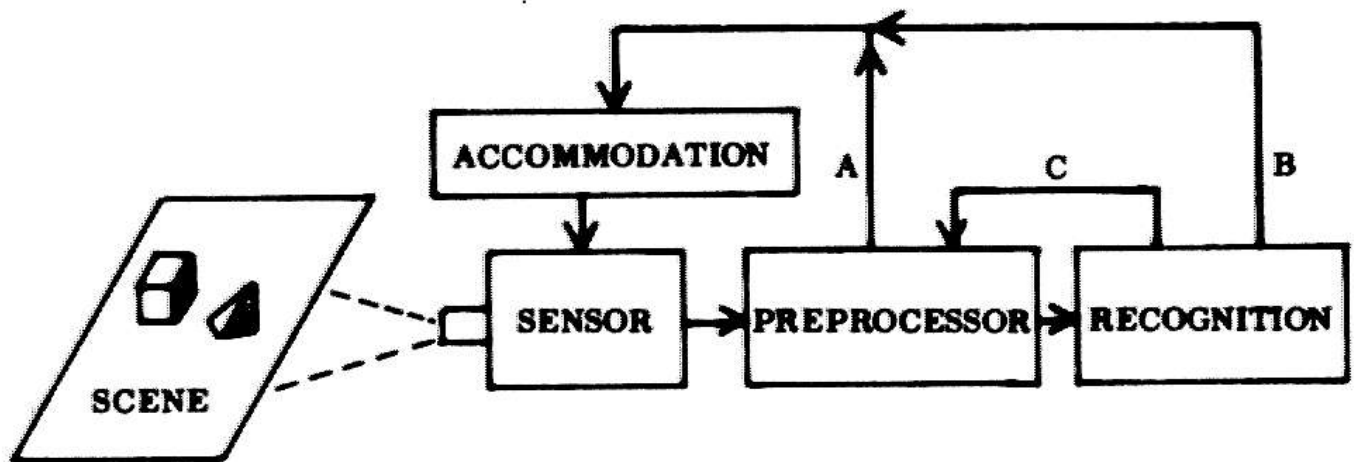 ACCOMMODATION
A
C
B
SENSOR
PREPROCESSOR
RECOGNITION
SCENE